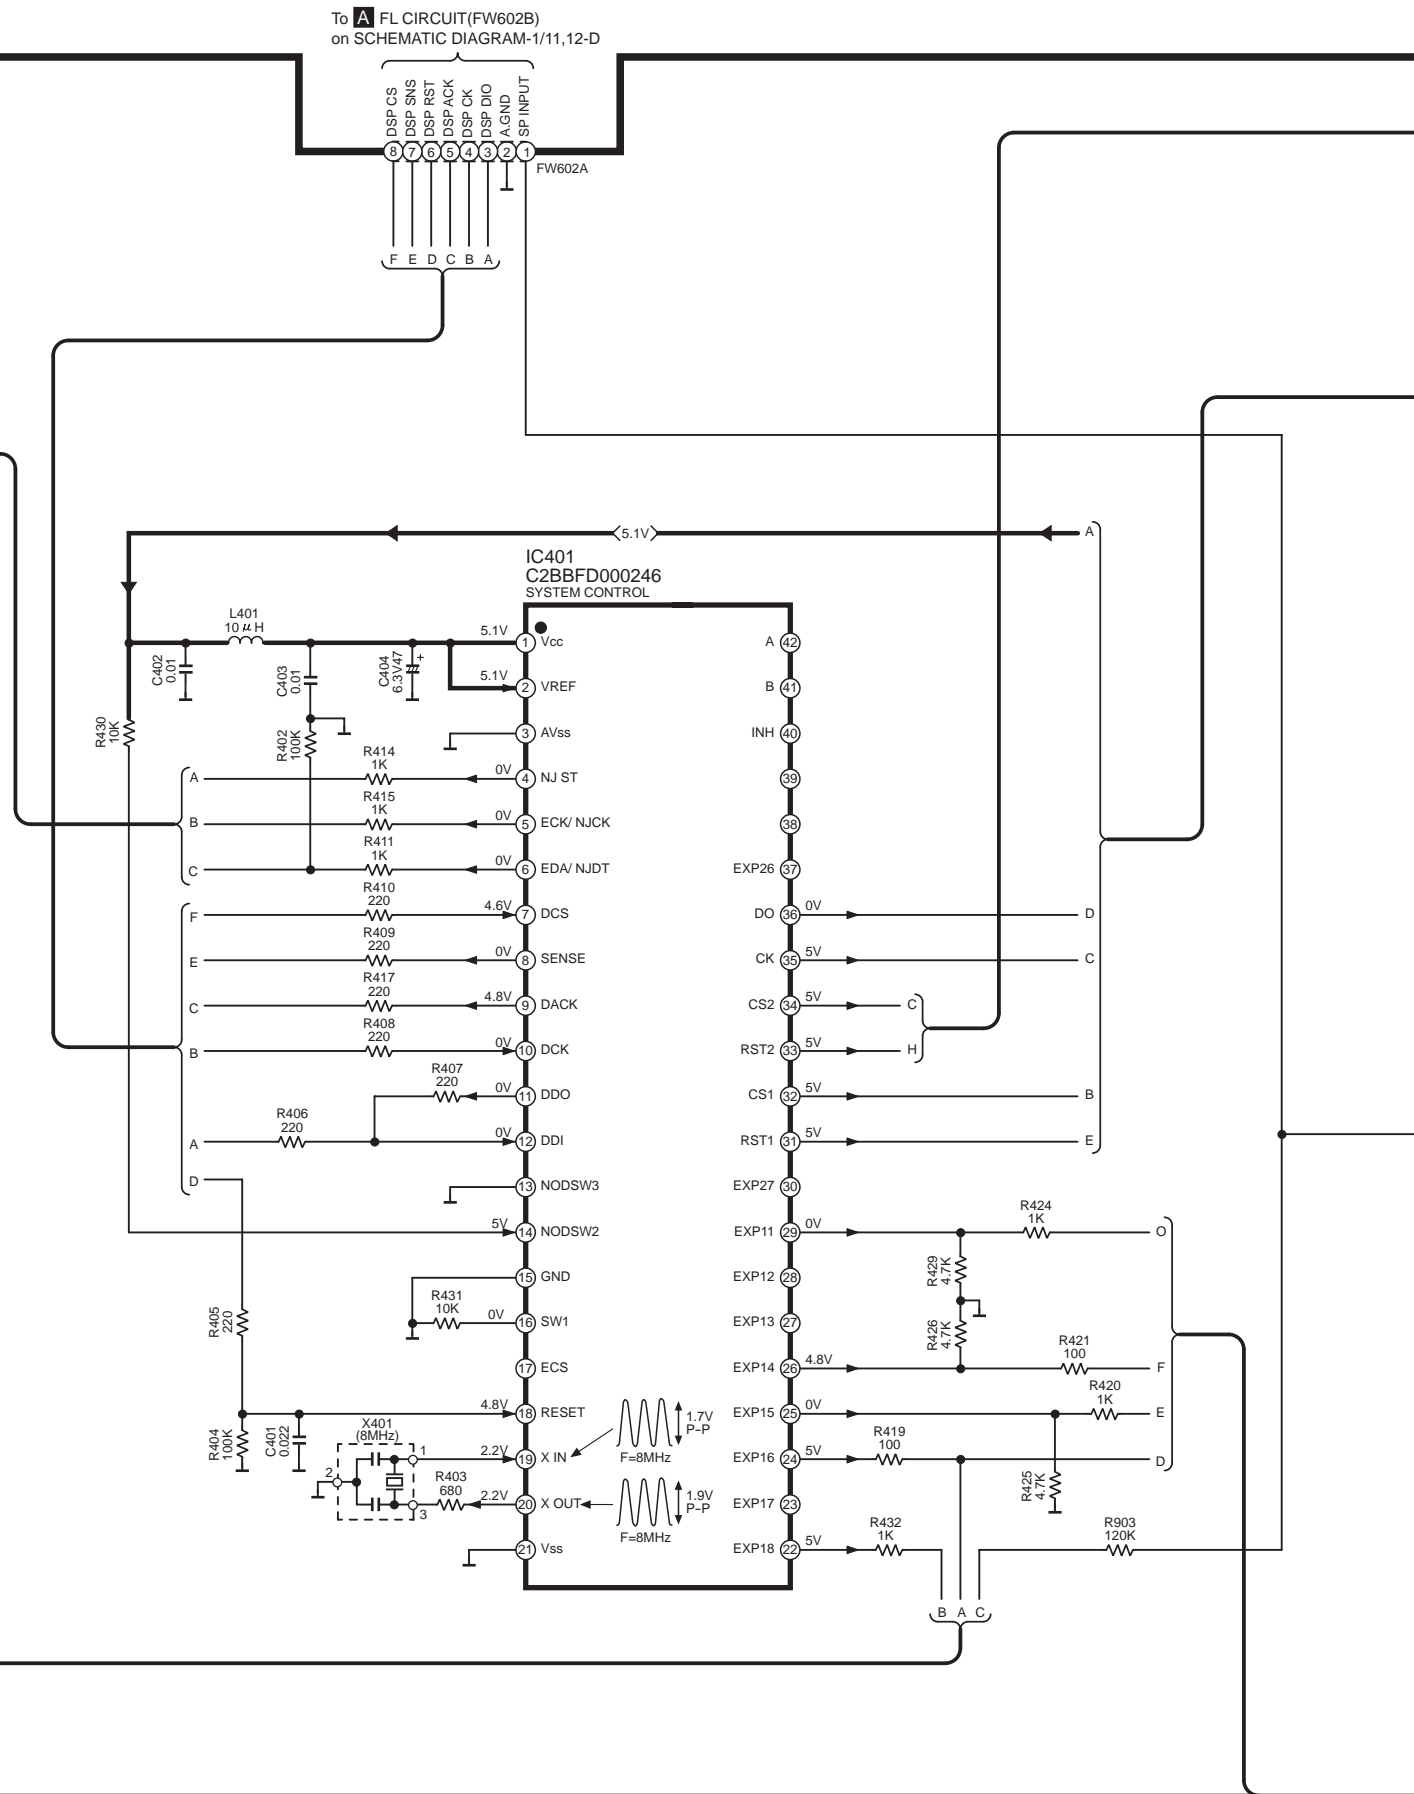 To A FL CIRCUIT(FW602B)
on SCHEMATIC DIAGRAM-1/11,12-D
DSP CS
DSP SNS
DSP RST
DSP ACK
DSP CK
DSP DIO
A.GND
SP INPUT
8 7 6 5 4 3 2 1
FW602A
F E D C B A
5.1V
A
IC401
C2BBFD000246
SYSTEM CONTROL
L401
10 μ H
C402
0.01
C403
0.01
C404
6.3V47
+
R430
10K
R402
100K
5.1V 1 Vcc
A 42
5.1V 2 VREF
B 41
3 AVss
INH 40
A
R414
1K
0V 4 NJ ST
39
B
R415
1K
0V 5 ECK/ NJCK
38
C
R411
1K
0V 6 EDA/ NJDT
EXP26 37
F
R410
220
4.6V 7 DCS
DO 36 0V
D
E
R409
220
0V 8 SENSE
CK 35 5V
C
C
R417
220
4.8V 9 DACK
CS2 34 5V
C
B
R408
220
0V 10 DCK
RST2 33 5V
H
R407
220
0V 11 DDO
CS1 32 5V
B
A
R406
220
0V 12 DDI
RST1 31 5V
E
D
13 NODSW3
EXP27 30
5V 14 NODSW2
EXP11 29 0V
R424
1K
O
R429
4.7K
15 GND
EXP12 28
R405
220
R431
10K
0V 16 SW1
EXP13 27
R426
4.7K
17 ECS
EXP14 26 4.8V
R421
100
F
4.8V 18 RESET
EXP15 25 0V
R420
1K
E
R404
100K
C401
0.022
X401
(8MHz)
1
2
3
2.2V 19 X IN
1.7V
P-P
F=8MHz
EXP16 24 5V
R419
100
D
R425
4.7K
R403
680
2.2V 20 X OUT
1.9V
P-P
F=8MHz
EXP17 23
21 Vss
EXP18 22 5V
R432
1K
R903
120K
B A C